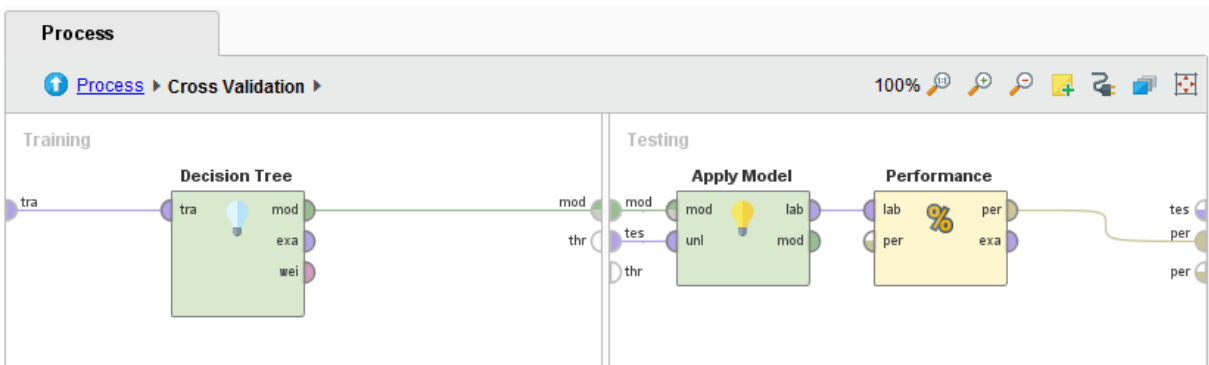 Process
Process Cross Validation
100%
Training
Testing
Decision Tree
Apply Model
Performance
tra
tra
mod
exa
wei
mod
thr
mod
tes
thr
mod
unl
lab
mod
lab
per
per
exa
tes
per
per